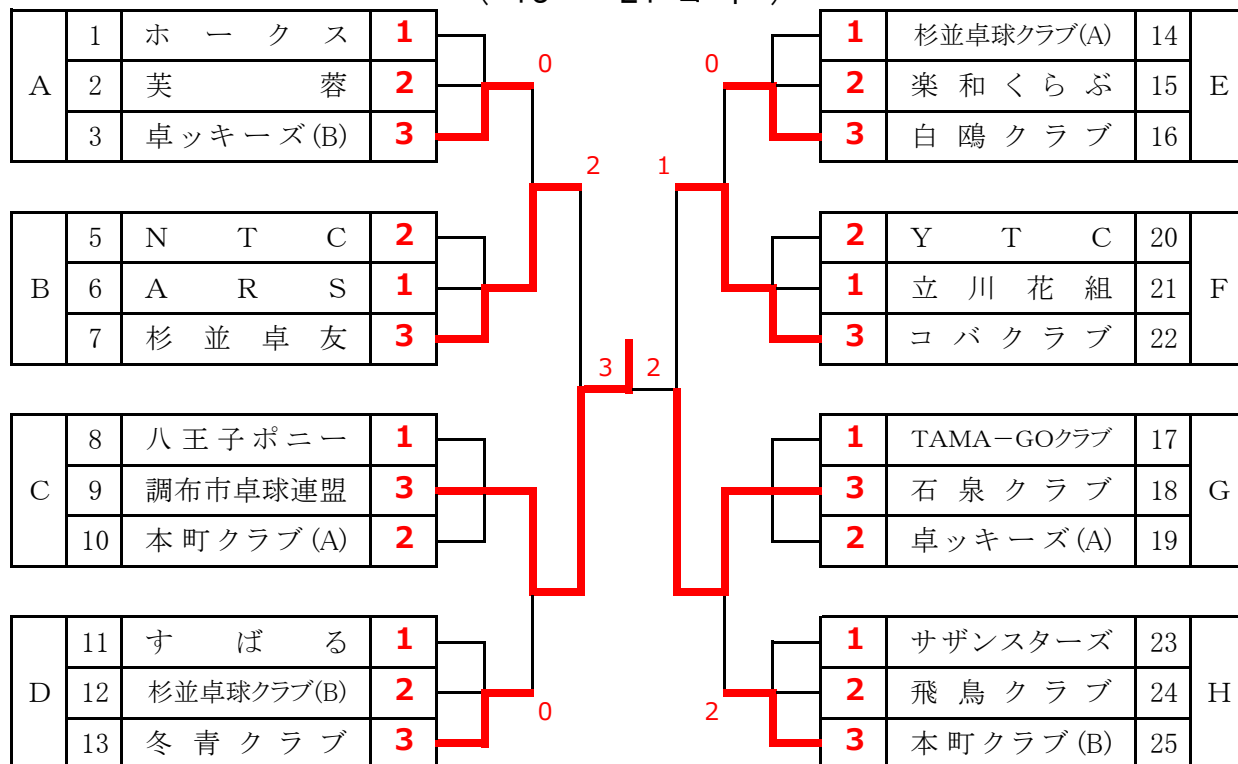 A
1 ホークス 1
2 芙蓉 2
3 卓ッキーズ(B) 3
B
5 NTC 2
6 ARS 1
7 杉並卓友 3
C
8 八王子ポニー 1
9 調布市卓球連盟 3
10 本町クラブ(A) 2
D
11 すばる 1
12 杉並卓球クラブ(B) 2
13 冬青クラブ 3
0
2
0
3 2
0
1
2
1 杉並卓球クラブ(A) 14
2 楽和くらぶ 15
3 白鴎クラブ 16
E
2 YTC 20
1 立川花組 21
3 コバクラブ 22
F
1 TAMA-GOクラブ 17
3 石泉クラブ 18
2 卓ッキーズ(A) 19
G
1 サザンスターズ 23
2 飛鳥クラブ 24
3 本町クラブ(B) 25
H